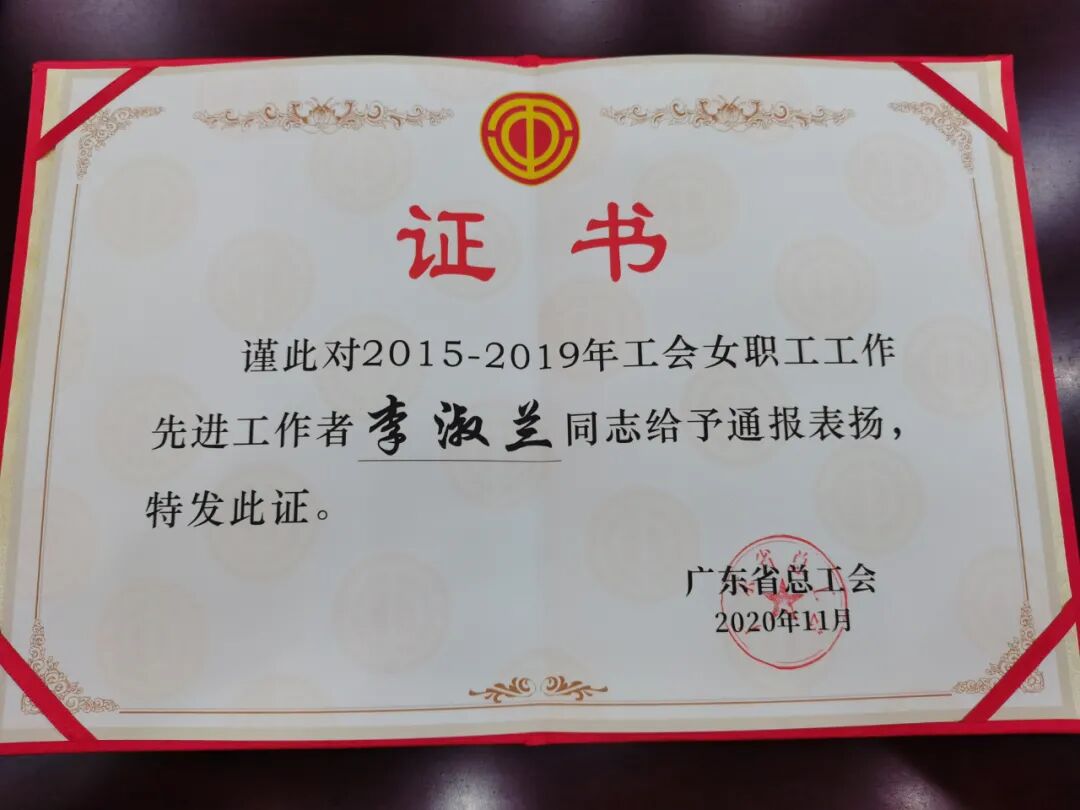 证书
谨此对2015-2019年工会女职工工作
先进工作者李淑兰同志给予通报表扬，
特发此证。
广东省总工会
2020年11月